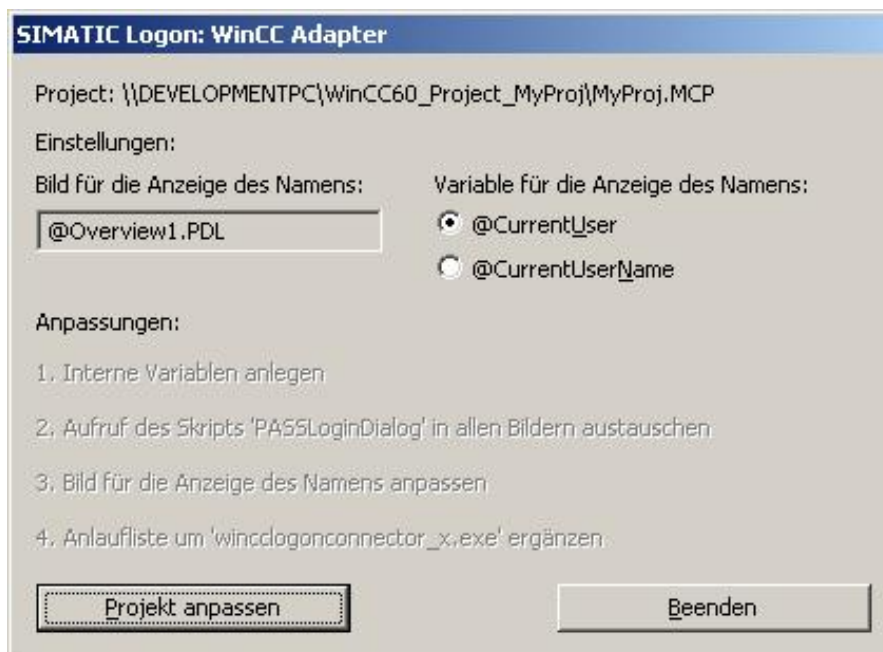 SIMATIC Logon: WinCC Adapter
Project: \\DEVELOPMENTPC\WinCC60_Project_MyProj\MyProj.MCP
Einstellungen:
Bild für die Anzeige des Namens:
@Overview1.PDL
Variable für die Anzeige des Namens:
@CurrentUser
@CurrentUserName
Anpassungen:
1. Interne Variablen anlegen
2. Aufruf des Skripts 'PASSLoginDialog' in allen Bildern austauschen
3. Bild für die Anzeige des Namens anpassen
4. Anlaufliste um 'wincclogonconnector_x.exe' ergänzen
Projekt anpassen
Beenden